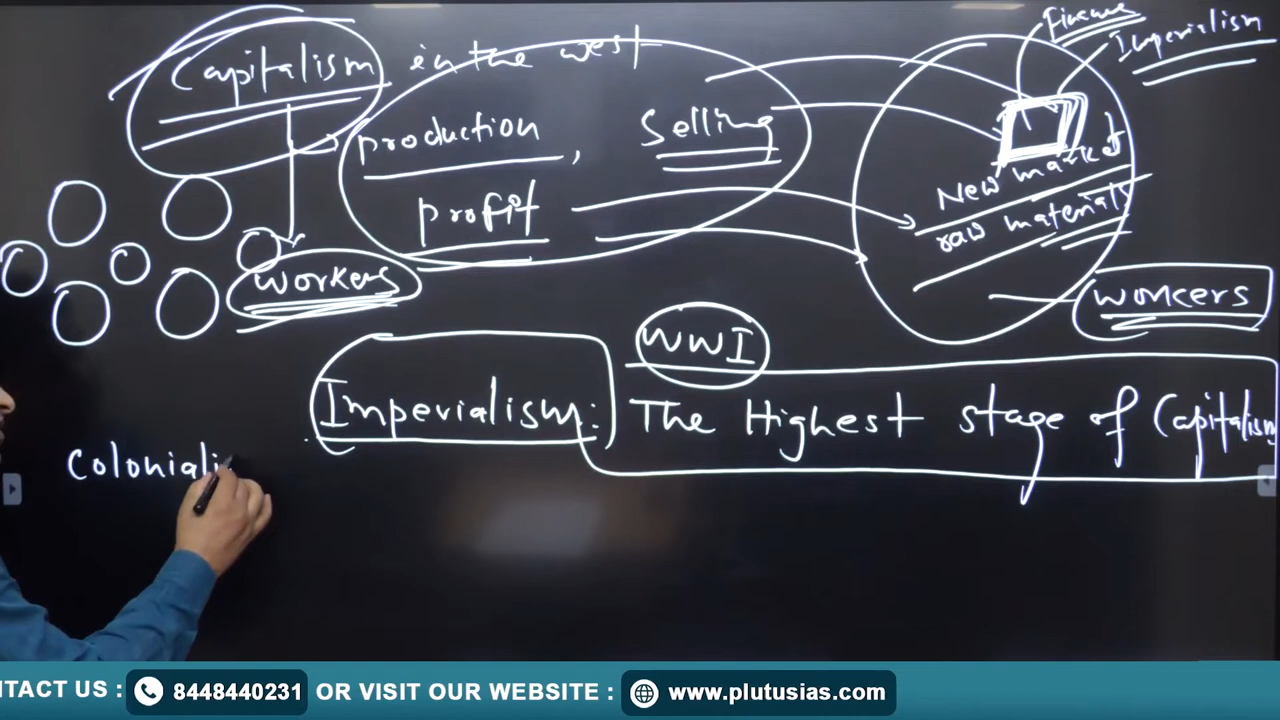 Finance
Capitalism in the west
Imperialism
production, Selling
New market
profit
raw materials
workers
workers
WWI
Imperialism: The Highest stage of Capitalism
Coloniali
NTACT US : 8448440231 OR VISIT OUR WEBSITE : www.plutusias.com